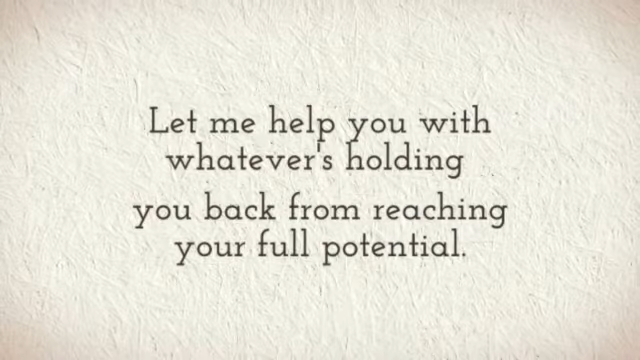 Let me help you with
whatever's holding
you back from reaching
your full potential.